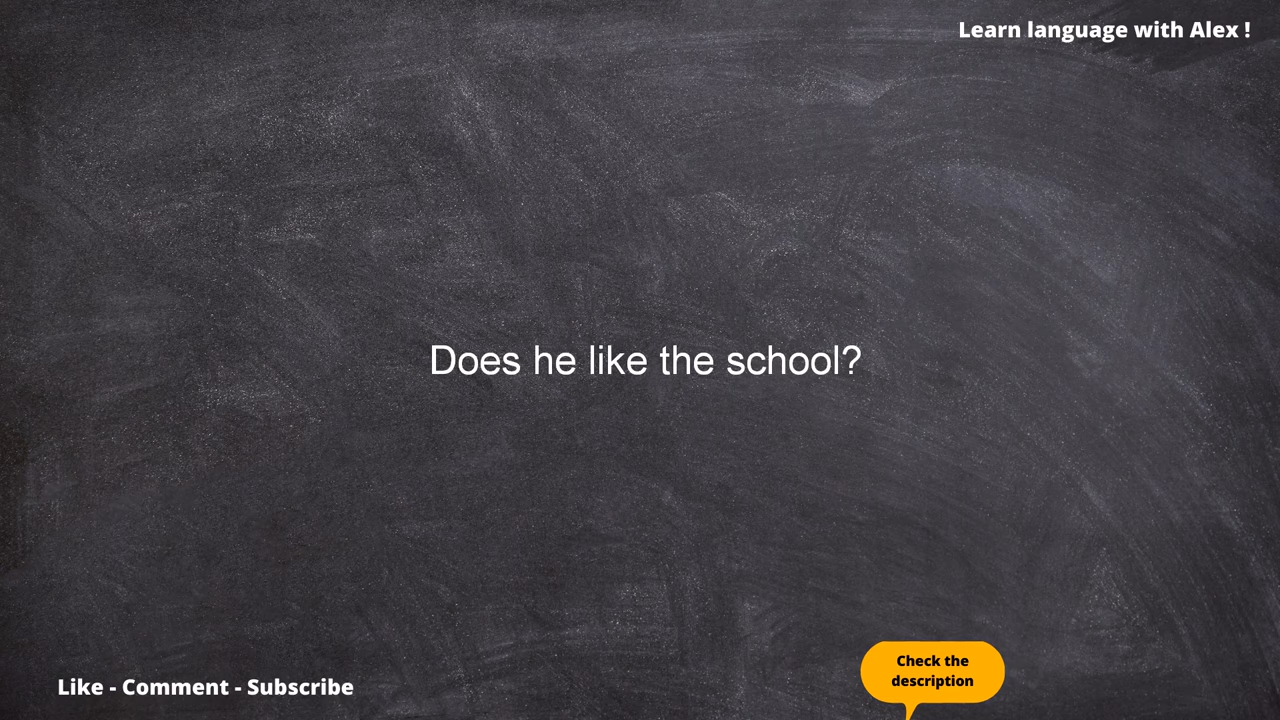 Learn language with Alex !
Does he like the school?
Check the
description
Like - Comment - Subscribe